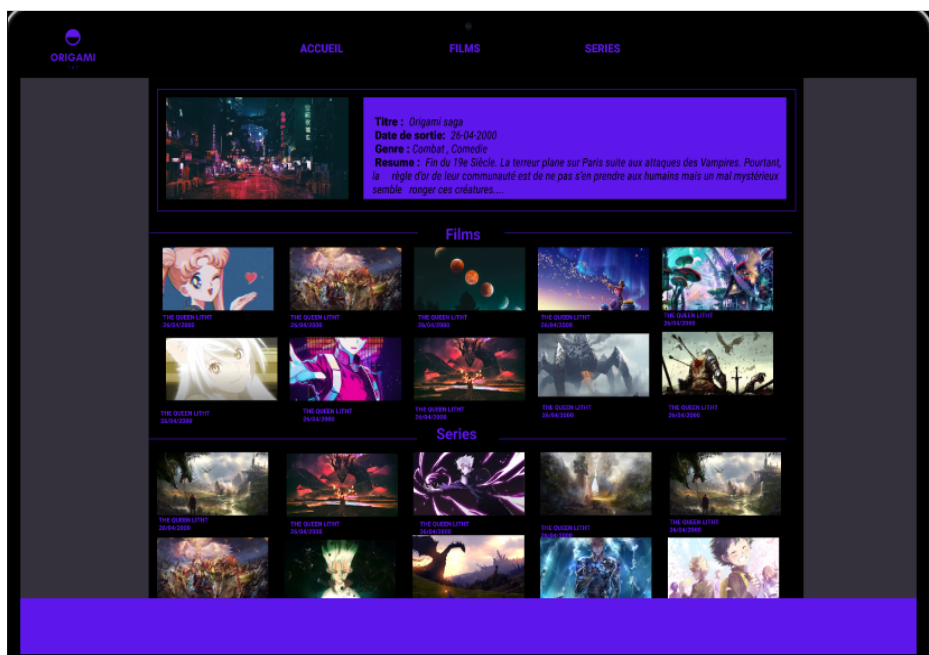 ORIGAMI
ACCUEIL
FILMS
SERIES
Titre : Origami saga
Date de sortie: 26-04-2000
Genre : Combat , Comedie
Resume : Fin du 19e Siècle. La terreur plane sur Paris suite aux attaques des Vampires. Pourtant,
la règle d'or de leur communauté est de ne pas s'en prendre aux humains mais un mal mystérieux
semble ronger ces créatures....
Films
THE QUEEN LITHT
26/04/2000
THE QUEEN LITHT
26/04/2000
THE QUEEN LITHT
26/04/2000
THE QUEEN LITHT
26/04/2000
THE QUEEN LITHT
26/04/2000
THE QUEEN LITHT
26/04/2000
THE QUEEN LITHT
26/04/2000
THE QUEEN LITHT
26/04/2000
THE QUEEN LITHT
26/04/2000
THE QUEEN LITHT
26/04/2000
Series
THE QUEEN LITHT
26/04/2000
THE QUEEN LITHT
26/04/2000
THE QUEEN LITHT
26/04/2000
THE QUEEN LITHT
26/04/2000
THE QUEEN LITHT
26/04/2000